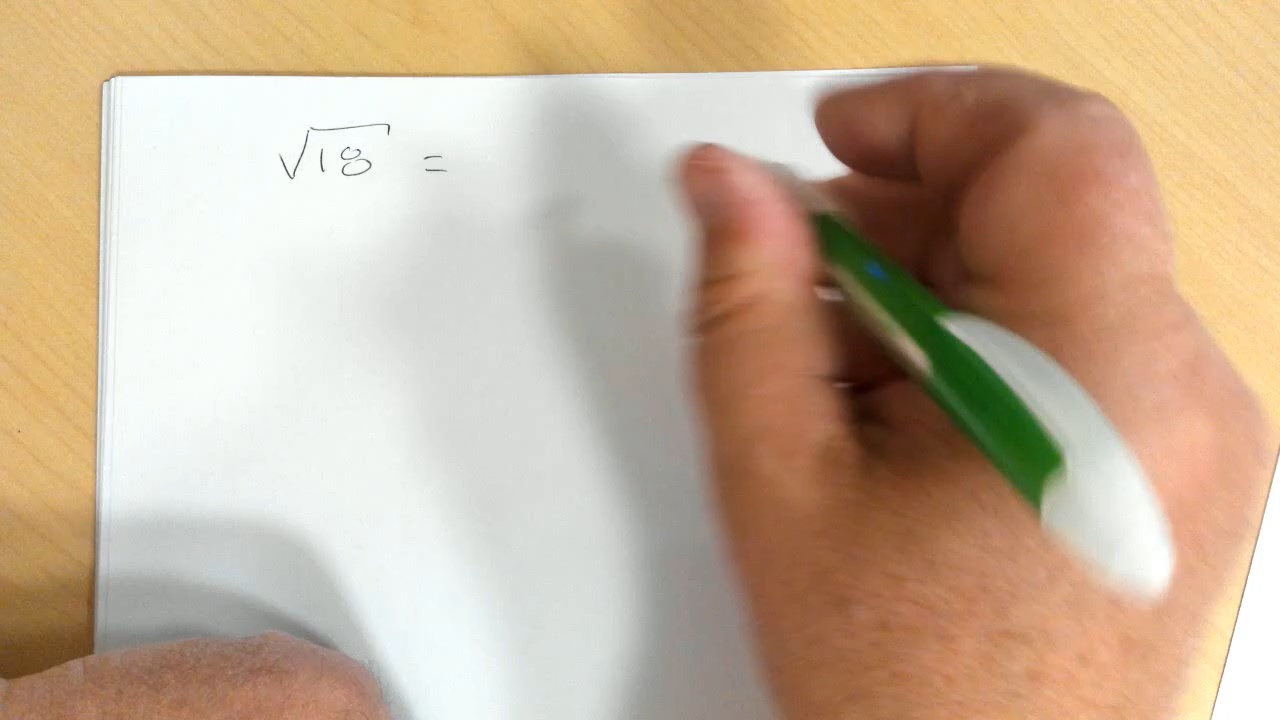 √18 =